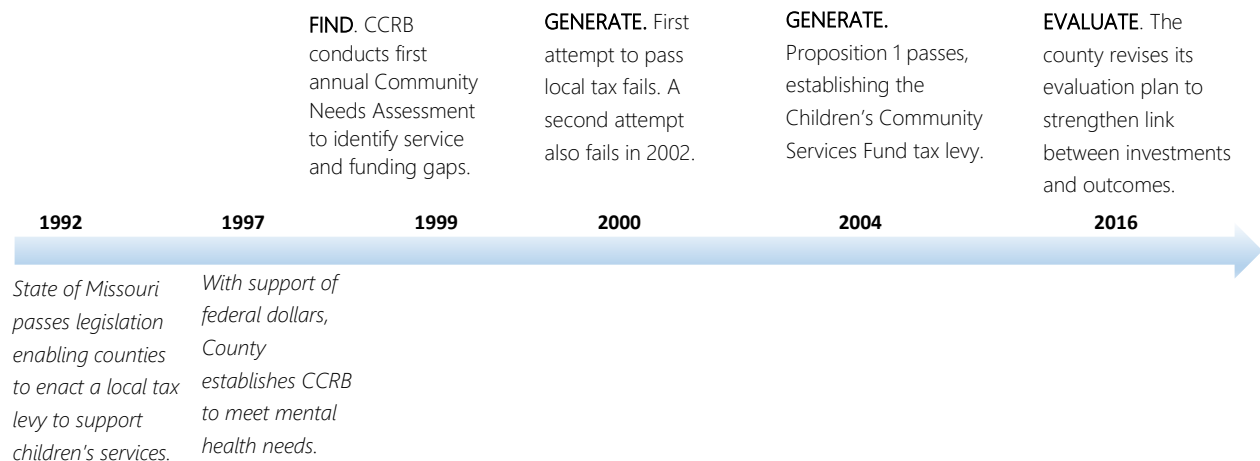 FIND. CCRB
conducts first
annual Community
Needs Assessment
to identify service
and funding gaps.
GENERATE. First
attempt to pass
local tax fails. A
second attempt
also fails in 2002.
GENERATE.
Proposition 1 passes,
establishing the
Children’s Community
Services Fund tax levy.
EVALUATE. The
county revises its
evaluation plan to
strengthen link
between investments
and outcomes.
1992 1997 1999 2000 2004 2016
State of Missouri
passes legislation
enabling counties
to enact a local tax
levy to support
children’s services.
With support of
federal dollars,
County
establishes CCRB
to meet mental
health needs.